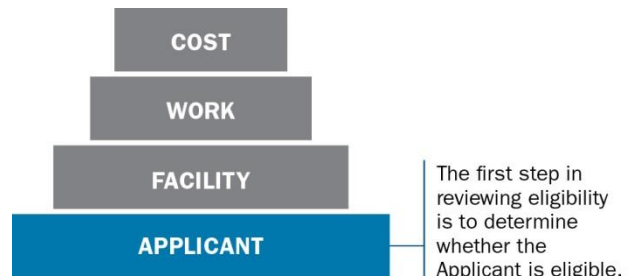 COST
WORK
FACILITY
APPLICANT
The first step in
reviewing eligibility
is to determine
whether the
Applicant is eligible.